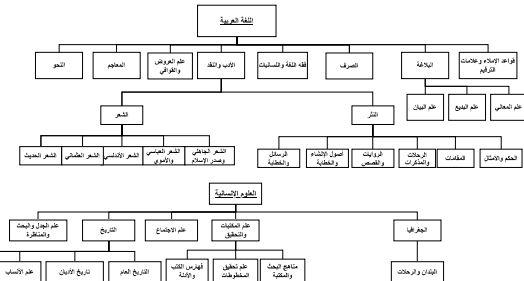 اللغة العربية
قواعد الإملاء وعلامات
الترقيم
البلاغة
الصرف
فقه اللغة واللسانيات
الأدب والنقد
علم العروض
والقوافي
المعاجم
النحو
علم المعاني
علم البديع
علم البيان
النثر
الشعر
الحكم والأمثال
المقامات
الرحلات
والمذكرات
الروايات
والقصص
أصول الإنشاء
والخطابة
الرسائل
والخطابة
الشعر الجاهلي
وصدر الإسلام
الشعر العباسي
والأموي
الشعر الأندلسي
الشعر العثماني
الشعر الحديث
العلوم الإنسانية
الجغرافيا
علم المكتبات
والتحقيق
علم الاجتماع
التاريخ
علم الجدل والبحث
والمناظرة
البلدان والرحلات
مناهج البحث
والمكتبة
علم تحقيق
المخطوطات
فهارس الكتب
والأدلة
التاريخ العام
تاريخ الأديان
علم الأنساب